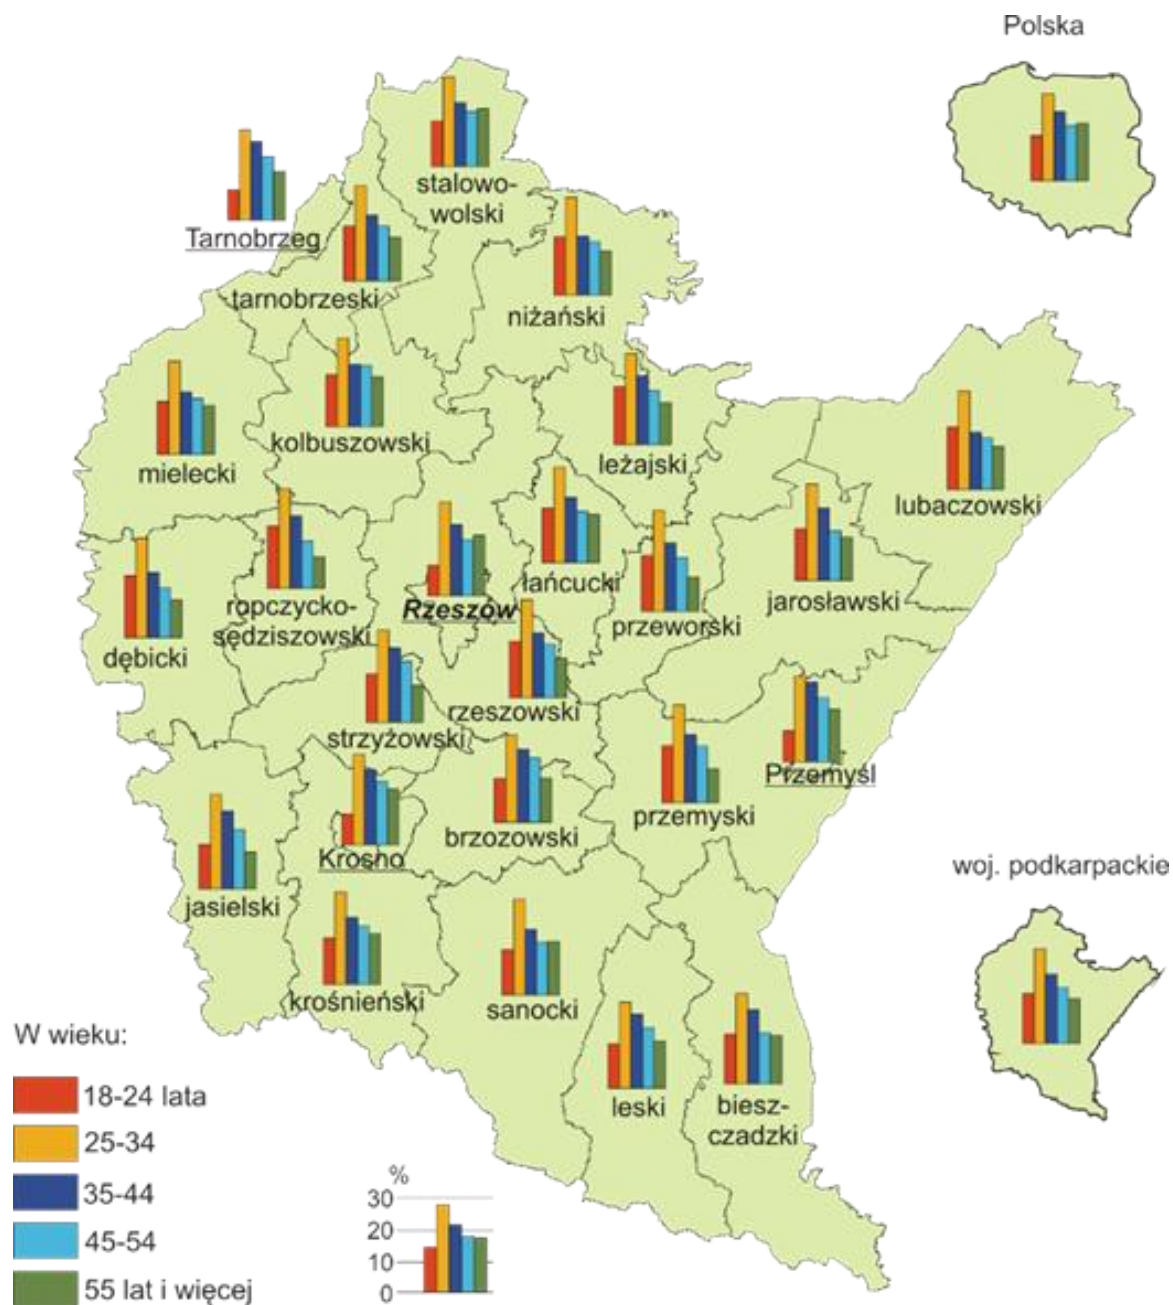 Polska
stalowo-
wolski
Tarnobrzeg
tarnobrzeski
niżański
kolbuszowski
mielecki
leżajski
lubaczowski
łańcucki
ropczycko-
sędziszowski
Rzeszów
jarosławski
przeworski
dębicki
rzeszowski
strzyżowski
Przemyśl
przemyski
brzozowski
Krosno
woj. podkarpackie
jasielski
krośnieński
sanocki
leski
biesz-
czadzki
W wieku:
18-24 lata
25-34
35-44
45-54
55 lat i więcej
%
30
20
10
0